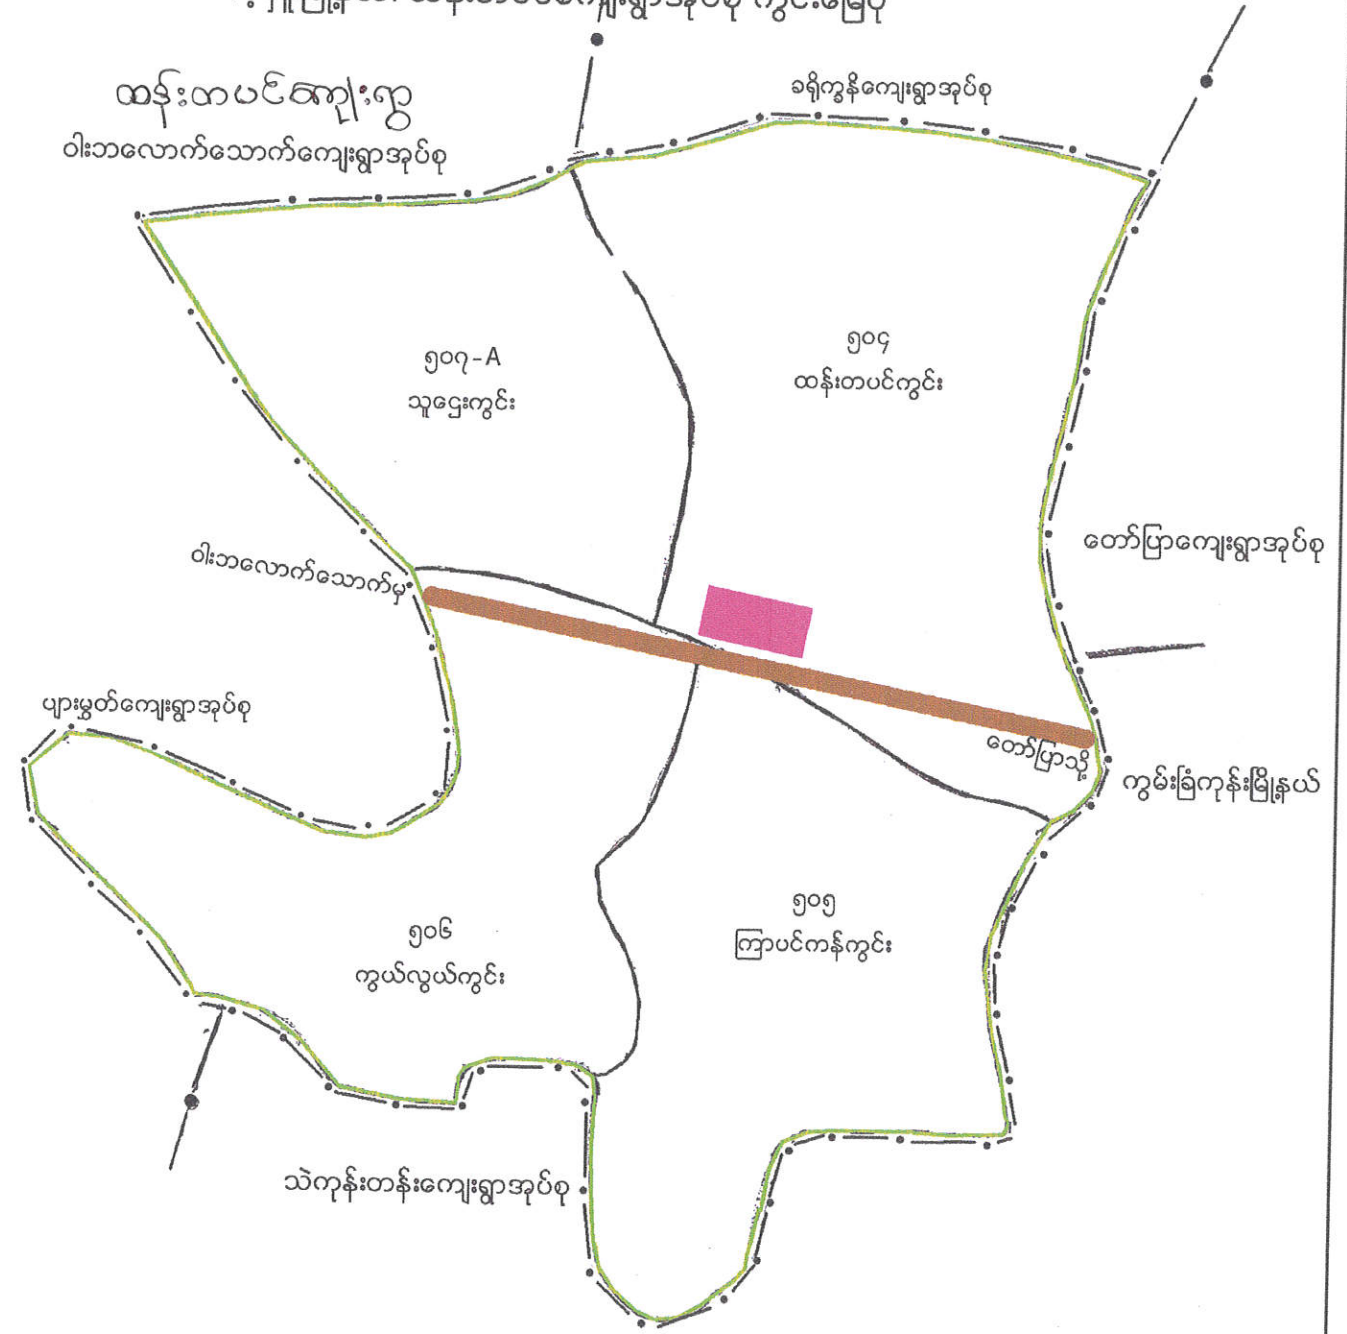 ထန်းတပင်ကျေးရွာ
ခရိုက္ခနီကျေးရွာအုပ်စု
ဝါးဘလောက်သောက်ကျေးရွာအုပ်စု
၅၀၄
ထန်းတပင်ကွင်း
၅၀၇-A
သူဌေးကွင်း
တော်ပြာကျေးရွာအုပ်စု
ဝါးဘလောက်သောက်မှ
ပျားမွှတ်ကျေးရွာအုပ်စု
တော်ပြာသို့
ကွမ်းခြံကုန်းမြို့နယ်
၅၀၅
ကြာပင်ကန်ကွင်း
၅၀၆
ကွယ်လွယ်ကွင်း
သဲကုန်းတန်းကျေးရွာအုပ်စု